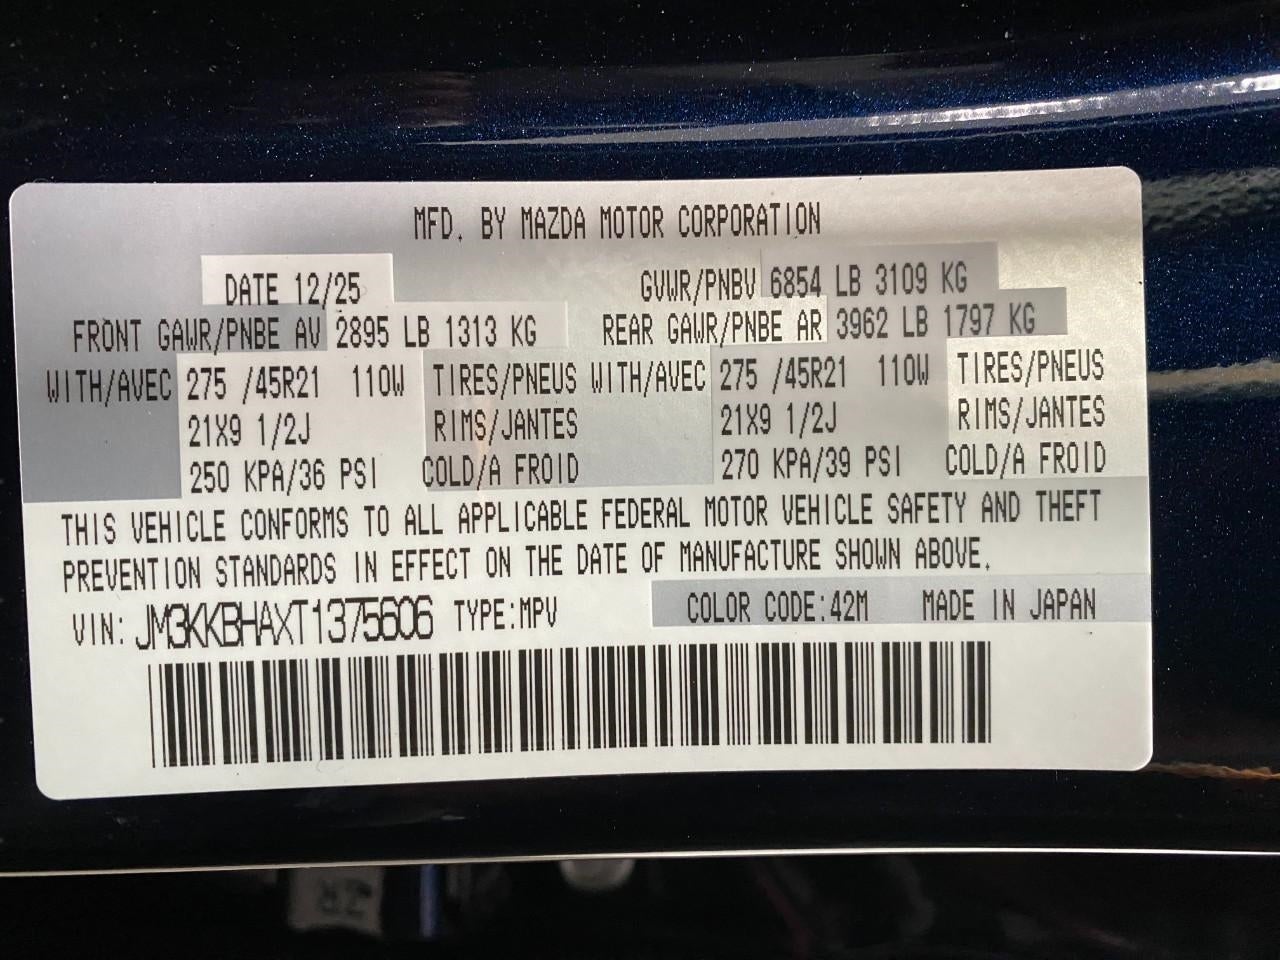 MFD. BY MAZDA MOTOR CORPORATION
DATE 12/25 GVWR/PNBV 6854 LB 3109 KG
FRONT GAWR/PNBE AV 2895 LB 1313 KG REAR GAWR/PNBE AR 3962 LB 1797 KG
WITH/AVEC 275 /45R21 110W TIRES/PNEUS WITH/AVEC 275 /45R21 110W TIRES/PNEUS
21X9 1/2J RIMS/JANTES 21X9 1/2J RIMS/JANTES
250 KPA/36 PSI COLD/A FROID 270 KPA/39 PSI COLD/A FROID
THIS VEHICLE CONFORMS TO ALL APPLICABLE FEDERAL MOTOR VEHICLE SAFETY AND THEFT
PREVENTION STANDARDS IN EFFECT ON THE DATE OF MANUFACTURE SHOWN ABOVE.
VIN: JM3KKBHAXT1375606 TYPE:MPV COLOR CODE:42M MADE IN JAPAN